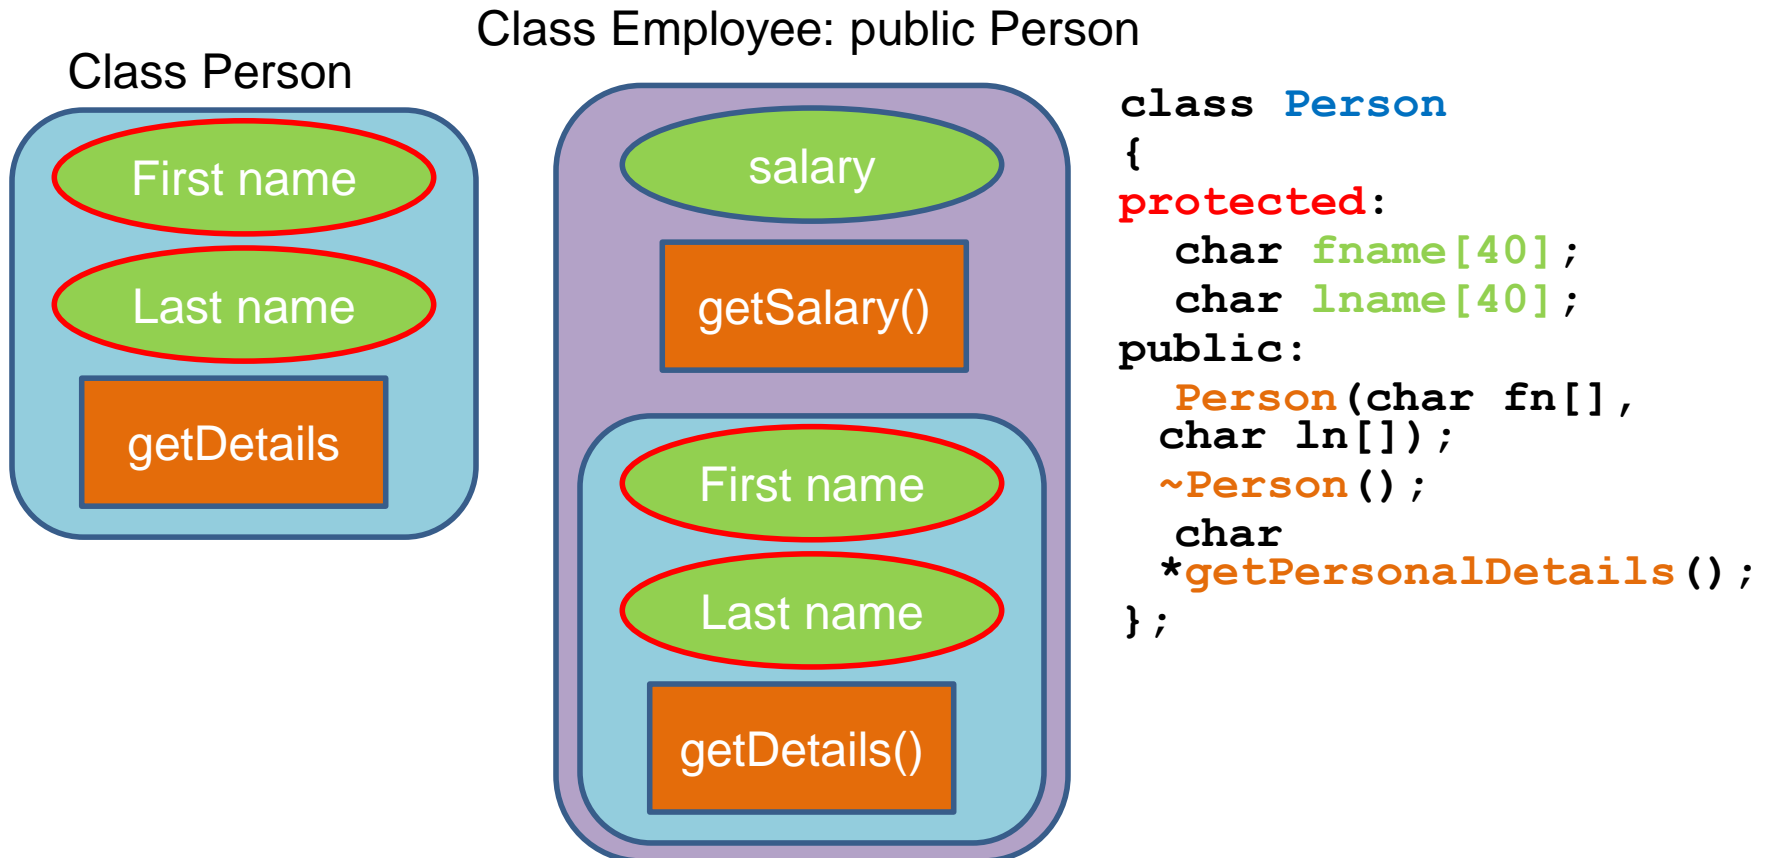 Class Person
First name
Last name
getDetails
Class Employee: public Person
salary
getSalary()
First name
Last name
getDetails()
class Person
{
protected:
char fname[40];
char lname[40];
public:
Person(char fn[],
char ln[]);
~Person();
char
*getPersonalDetails();
};